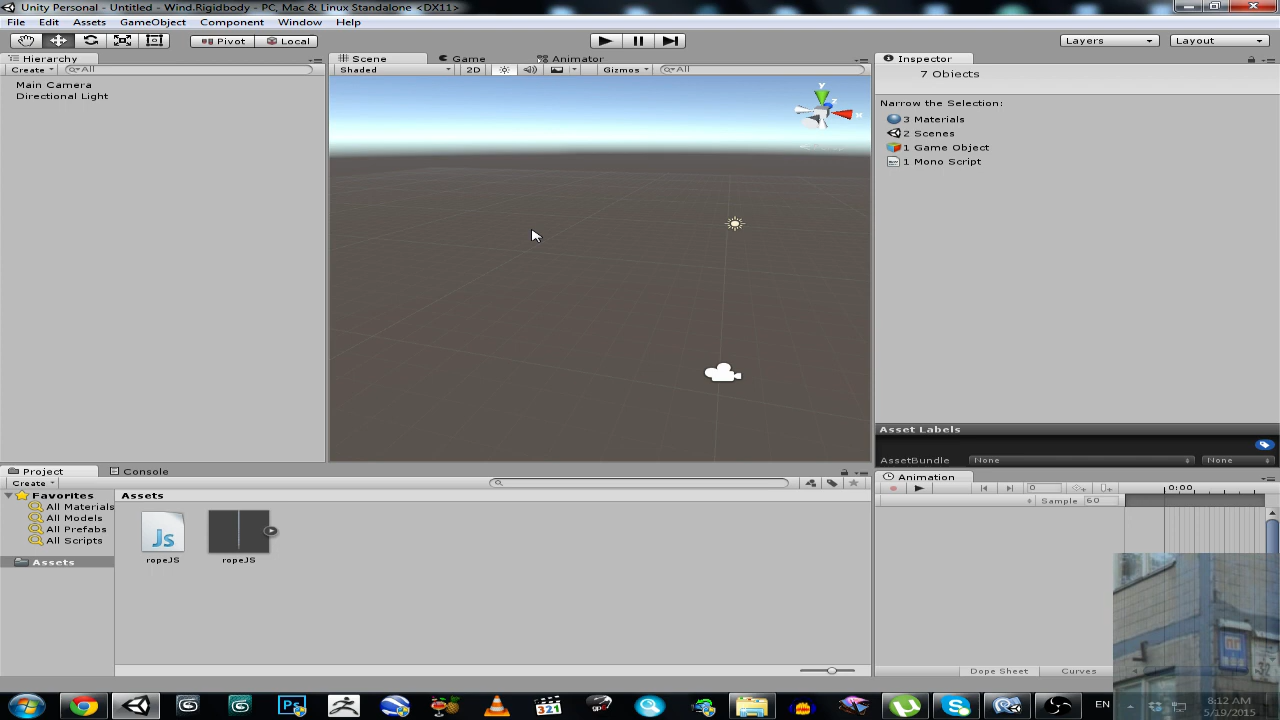 Unity Personal - Untitled - Wind.Rigidbody - PC, Mac & Linux Standalone <DX11>
File Edit Assets GameObject Component Window Help
Pivot Local Layers Layout
Hierarchy
Create All
Main Camera
Directional Light
Scene Game Animator
Shaded 2D Gizmos All
y
z
x
Inspector
7 Objects
Narrow the Selection:
3 Materials
2 Scenes
1 Game Object
1 Mono Script
Asset Labels
AssetBundle None None
Project Console
Create
Favorites
All Materials
All Models
All Prefabs
All Scripts
Assets
Assets
Js
ropeJS
ropeJS
Animation
0 0:00
Sample 60
Dope Sheet Curves
321
EN
8:12 AM
5/19/2015